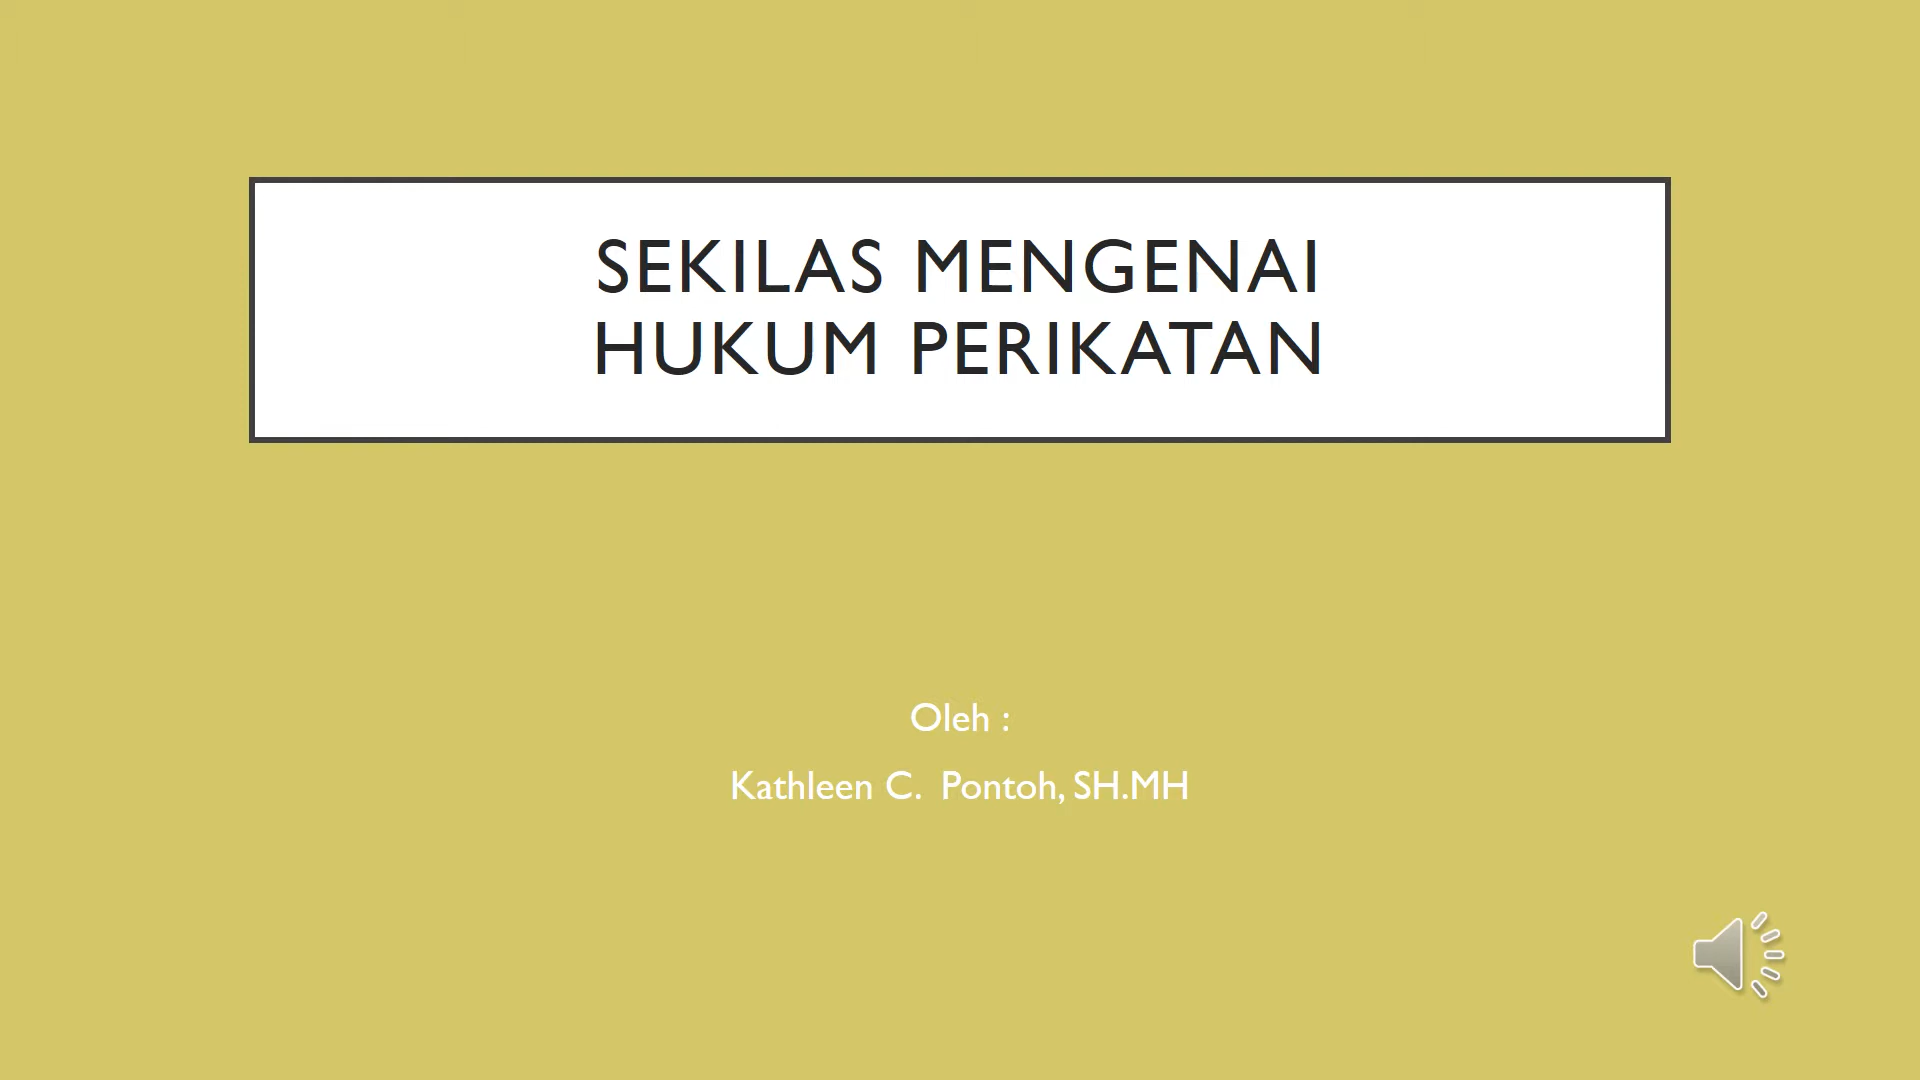 SEKILAS MENGENAI
HUKUM PERIKATAN
Oleh :
Kathleen C. Pontoh, SH.MH